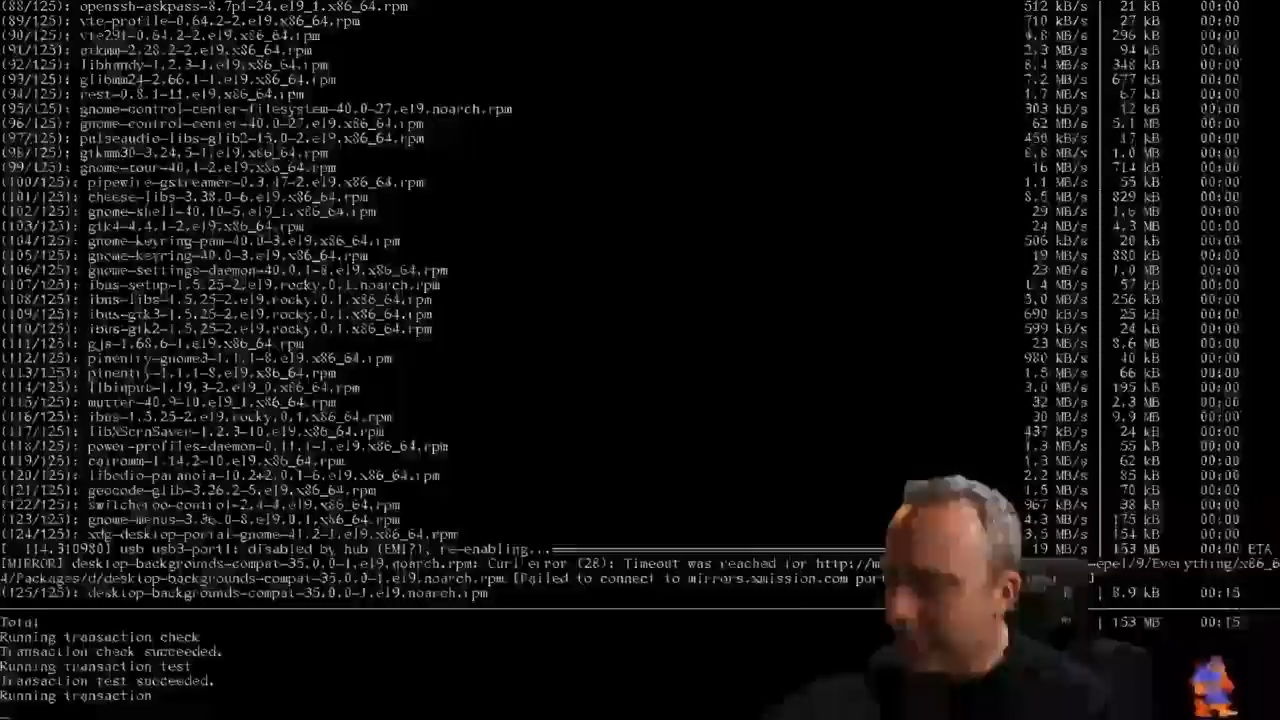 (88/125): openssh-askpass-8.7p1-24.el9_1.x86_64.rpm 512 kB/s | 21 kB 00:00
(89/125): vte-profile-0.64.2-2.el9.x86_64.rpm 710 kB/s | 27 kB 00:00
(90/125): vte291-0.64.2-2.el9.x86_64.rpm 4.8 MB/s | 296 kB 00:00
(91/125): atkmm-2.28.2-2.el9.x86_64.rpm 2.3 MB/s | 94 kB 00:00
(92/125): libhandy-1.2.3-1.el9.x86_64.rpm 8.4 MB/s | 348 kB 00:00
(93/125): glibmm24-2.66.1-1.el9.x86_64.rpm 7.2 MB/s | 677 kB 00:00
(94/125): rest-0.8.1-11.el9.x86_64.rpm 1.7 MB/s | 67 kB 00:00
(95/125): gnome-control-center-filesystem-40.0-27.el9.noarch.rpm 303 kB/s | 12 kB 00:00
(96/125): gnome-control-center-40.0-27.el9.x86_64.rpm 62 MB/s | 5.1 MB 00:00
(97/125): pulseaudio-libs-glib2-15.0-2.el9.x86_64.rpm 450 kB/s | 17 kB 00:00
(98/125): gtkmm30-3.24.5-1.el9.x86_64.rpm MB/s | 1.0 MB 00:00
(99/125): gnome-tour-40.1-2.el9.x86_64.rpm 16 MB/s | 714 kB 00:00
(100/125): pipewire-gstreamer-0.3.47-2.el9.x86_64.rpm 1.1 MB/s | 55 kB 00:00
(101/125): cheese-libs-3.38.0-6.el9.x86_64.rpm 8.5 MB/s | 829 kB 00:00
(102/125): gnome-shell-40.10-5.el9_1.x86_64.rpm 29 MB/s | 1.6 MB 00:00
(103/125): gtk4-4.4.1-2.el9.x86_64.rpm 24 MB/s | 4.3 MB 00:00
(104/125): gnome-keyring-pam-40.0-3.el9.x86_64.rpm 506 kB/s | 20 kB 00:00
(105/125): gnome-keyring-40.0-3.el9.x86_64.rpm 19 MB/s | 880 kB 00:00
(106/125): gnome-settings-daemon-40.0.1-8.el9.x86_64.rpm 23 MB/s | 1.0 MB 00:00
(107/125): ibus-setup-1.5.25-2.el9.rocky.0.1.noarch.rpm 1.4 MB/s | 57 kB 00:00
(108/125): ibus-libs-1.5.25-2.el9.rocky.0.1.x86_64.rpm 5.0 MB/s | 256 kB 00:00
(109/125): ibus-gtk3-1.5.25-2.el9.rocky.0.1.x86_64.rpm 690 kB/s | 25 kB 00:00
(110/125): ibus-gtk2-1.5.25-2.el9.rocky.0.1.x86_64.rpm 599 kB/s | 24 kB 00:00
(111/125): gjs-1.68.6-1.el9.x86_64.rpm 23 MB/s | 8.6 MB 00:00
(112/125): pinentry-gnome3-1.1.1-8.el9.x86_64.rpm 980 kB/s | 40 kB 00:00
(113/125): pinentry-1.1.1-8.el9.x86_64.rpm 1.5 MB/s | 66 kB 00:00
(114/125): libinput-1.19.3-2.el9_0.x86_64.rpm 3.0 MB/s | 195 kB 00:00
(115/125): mutter-40.9-10.el9_1.x86_64.rpm 32 MB/s | 2.3 MB 00:00
(116/125): ibus-1.5.25-2.el9.rocky.0.1.x86_64.rpm 30 MB/s | 9.9 MB 00:00
(117/125): libXScrnSaver-1.2.3-10.el9.x86_64.rpm 437 kB/s | 24 kB 00:00
(118/125): power-profiles-daemon-0.11.1-1.el9.x86_64.rpm 1.3 MB/s | 55 kB 00:00
(119/125): cairomm-1.14.2-10.el9.x86_64.rpm 1.3 MB/s | 62 kB 00:00
(120/125): libcdio-paranoia-10.2+2.0.1-6.el9.x86_64.rpm 2.2 MB/s | 85 kB 00:00
(121/125): geocode-glib-3.26.2-5.el9.x86_64.rpm 1.5 MB/s | 70 kB 00:00
(122/125): switcheroo-control-2.4-4.el9.x86_64.rpm 967 kB/s | 38 kB 00:00
(123/125): gnome-menus-3.36.0-8.el9.0.1.x86_64.rpm 4.3 MB/s | 175 kB 00:00
(124/125): xdg-desktop-portal-gnome-41.2-1.el9.x86_64.rpm 3.5 MB/s | 154 kB 00:00
[ 114.310980] usb usb3-port1: disabled by hub (EMI?), re-enabling... 19 MB/s | 153 MB 00:00 ETA
[MIRROR] desktop-backgrounds-compat-35.0.0-1.el9.noarch.rpm: Curl error (28): Timeout was reached for http://m -epel/9/Everything/x86_6
4/Packages/d/desktop-backgrounds-compat-35.0.0-1.el9.noarch.rpm [Failed to connect to mirrors.xmission.com por ]
(125/125): desktop-backgrounds-compat-35.0.0-1.el9.noarch.rpm | 8.9 kB 00:15
Total | 153 MB 00:15
Running transaction check
Transaction check succeeded.
Running transaction test
Transaction test succeeded.
Running transaction